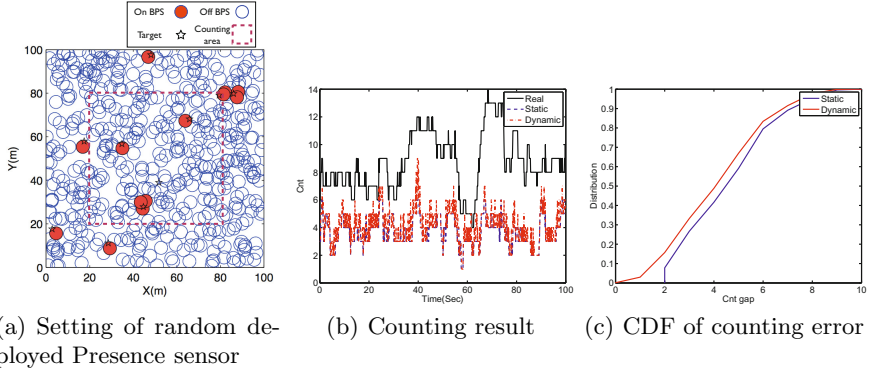 On BPS Off BPS
Target Counting area
100
80
60
40
20
0
Y(m)
0 20 40 60 80 100
X(m)
14
12
10
8
6
4
2
0
Cnt
Real
Static
Dynamic
0 20 40 60 80 100
Time(Sec)
1
0.9
0.8
0.7
0.6
0.5
0.4
0.3
0.2
0.1
0
Distribution
Static
Dynamic
0 2 4 6 8 10
Cnt gap
(a) Setting of random de-
ployed Presence sensor
(b) Counting result
(c) CDF of counting error